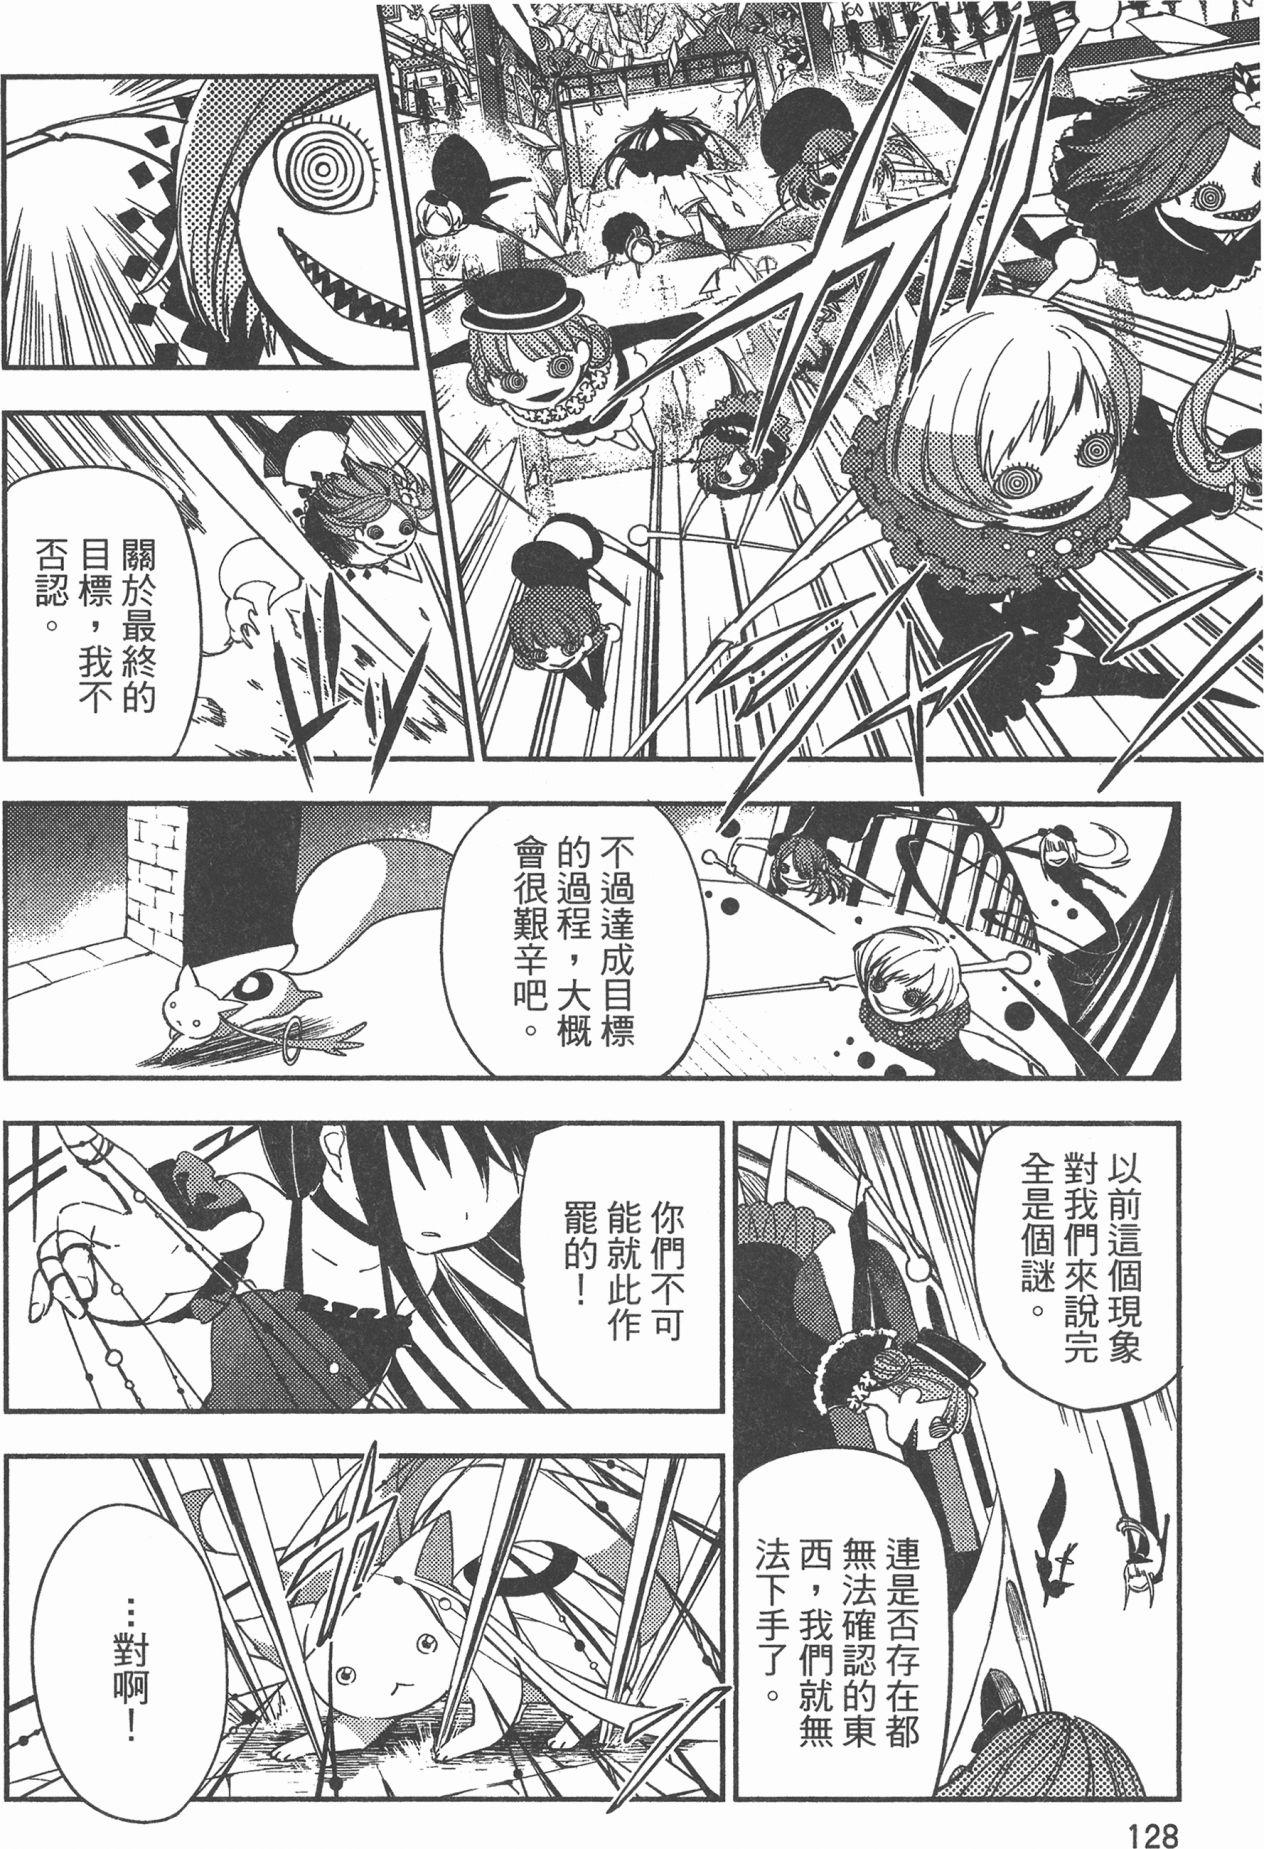 關於最終的
目標，我不
否認。
不過達成目標
的過程，大概
會很艱辛吧。
以前這個現象
對我們來說完
全是個謎。
連是否存在都
無法確認的東
西，我們就無
法下手了。
你們不可
能就此作
罷的！
…對啊！
128